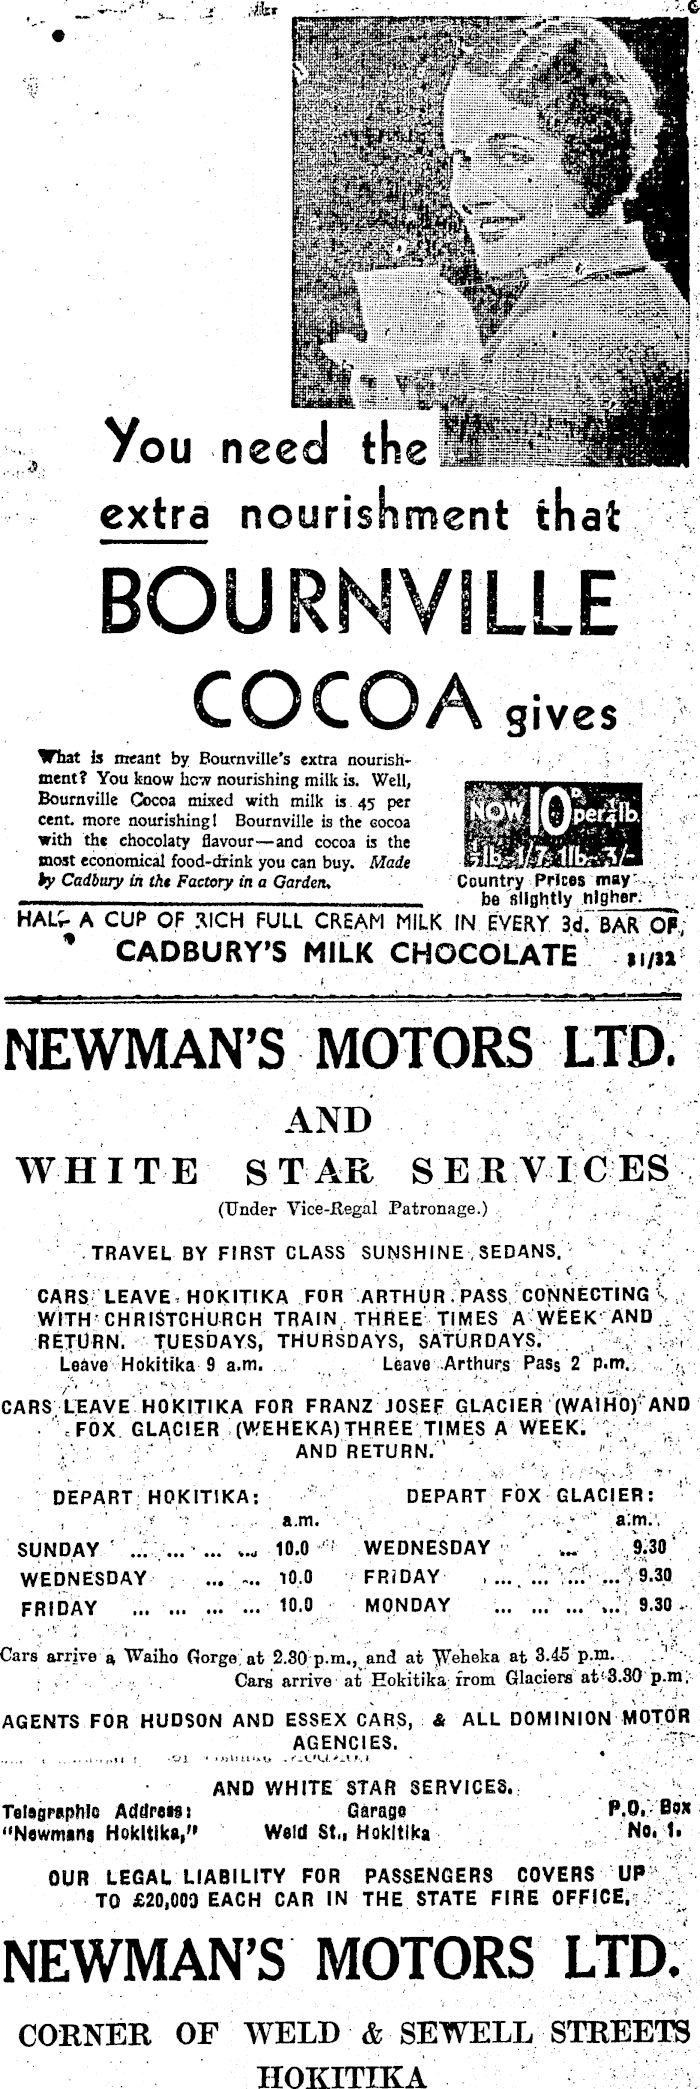 You need the
extra nourishment that
BOURNVILLE
COCOA gives
What is meant by Bournville's extra nourish-
ment? You know how nourishing milk is. Well,
Bournville Cocoa mixed with milk is 45 per
cent. more nourishing! Bournville is the cocoa
with the chocolaty flavour—and cocoa is the
most economical food-drink you can buy. Made
by Cadbury in the Factory in a Garden.
NOW 10D per ¼lb.
½lb. 1/7. 1lb. 3/-
Country Prices may
be slightly higher.
HALF A CUP OF RICH FULL CREAM MILK IN EVERY 3d. BAR OF
CADBURY'S MILK CHOCOLATE 31/32
NEWMAN'S MOTORS LTD.
AND
WHITE STAR SERVICES
(Under Vice-Regal Patronage.)
TRAVEL BY FIRST CLASS SUNSHINE SEDANS.
CARS LEAVE HOKITIKA FOR ARTHUR PASS CONNECTING
WITH CHRISTCHURCH TRAIN THREE TIMES A WEEK AND
RETURN. TUESDAYS, THURSDAYS, SATURDAYS.
Leave Hokitika 9 a.m. Leave Arthurs Pass 2 p.m.
CARS LEAVE HOKITIKA FOR FRANZ JOSEF GLACIER (WAIHO) AND
FOX GLACIER (WEHEKA) THREE TIMES A WEEK.
AND RETURN.
DEPART HOKITIKA: DEPART FOX GLACIER:
a.m. a.m.
SUNDAY ... ... ... ... 10.0 WEDNESDAY ... 9.30
WEDNESDAY ... ... 10.0 FRIDAY ... ... ... ... 9.30
FRIDAY ... ... ... ... 10.0 MONDAY ... ... ... ... 9.30
Cars arrive a Waiho Gorge at 2.30 p.m., and at Weheka at 3.45 p.m.
Cars arrive at Hokitika from Glaciers at 3.30 p.m.
AGENTS FOR HUDSON AND ESSEX CARS, & ALL DOMINION MOTOR
AGENCIES.
AND WHITE STAR SERVICES.
Telegraphic Address: Garage P.O. Box
"Newmans Hokitika," Weld St., Hokitika No. 1.
OUR LEGAL LIABILITY FOR PASSENGERS COVERS UP
TO £20,000 EACH CAR IN THE STATE FIRE OFFICE.
NEWMAN'S MOTORS LTD.
CORNER OF WELD & SEWELL STREETS
HOKITIKA